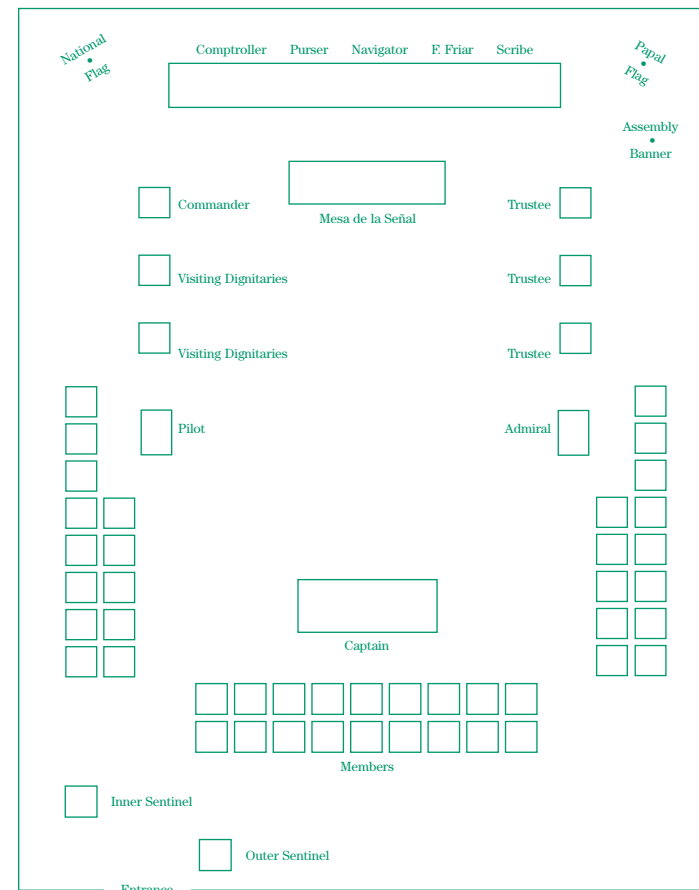 National
Flag
Comptroller Purser Navigator F. Friar Scribe
Papal
Flag
Assembly
Banner
Commander
Mesa de la Señal
Trustee
Visiting Dignitaries
Trustee
Visiting Dignitaries
Trustee
Pilot
Admiral
Captain
Members
Inner Sentinel
Outer Sentinel
Entrance